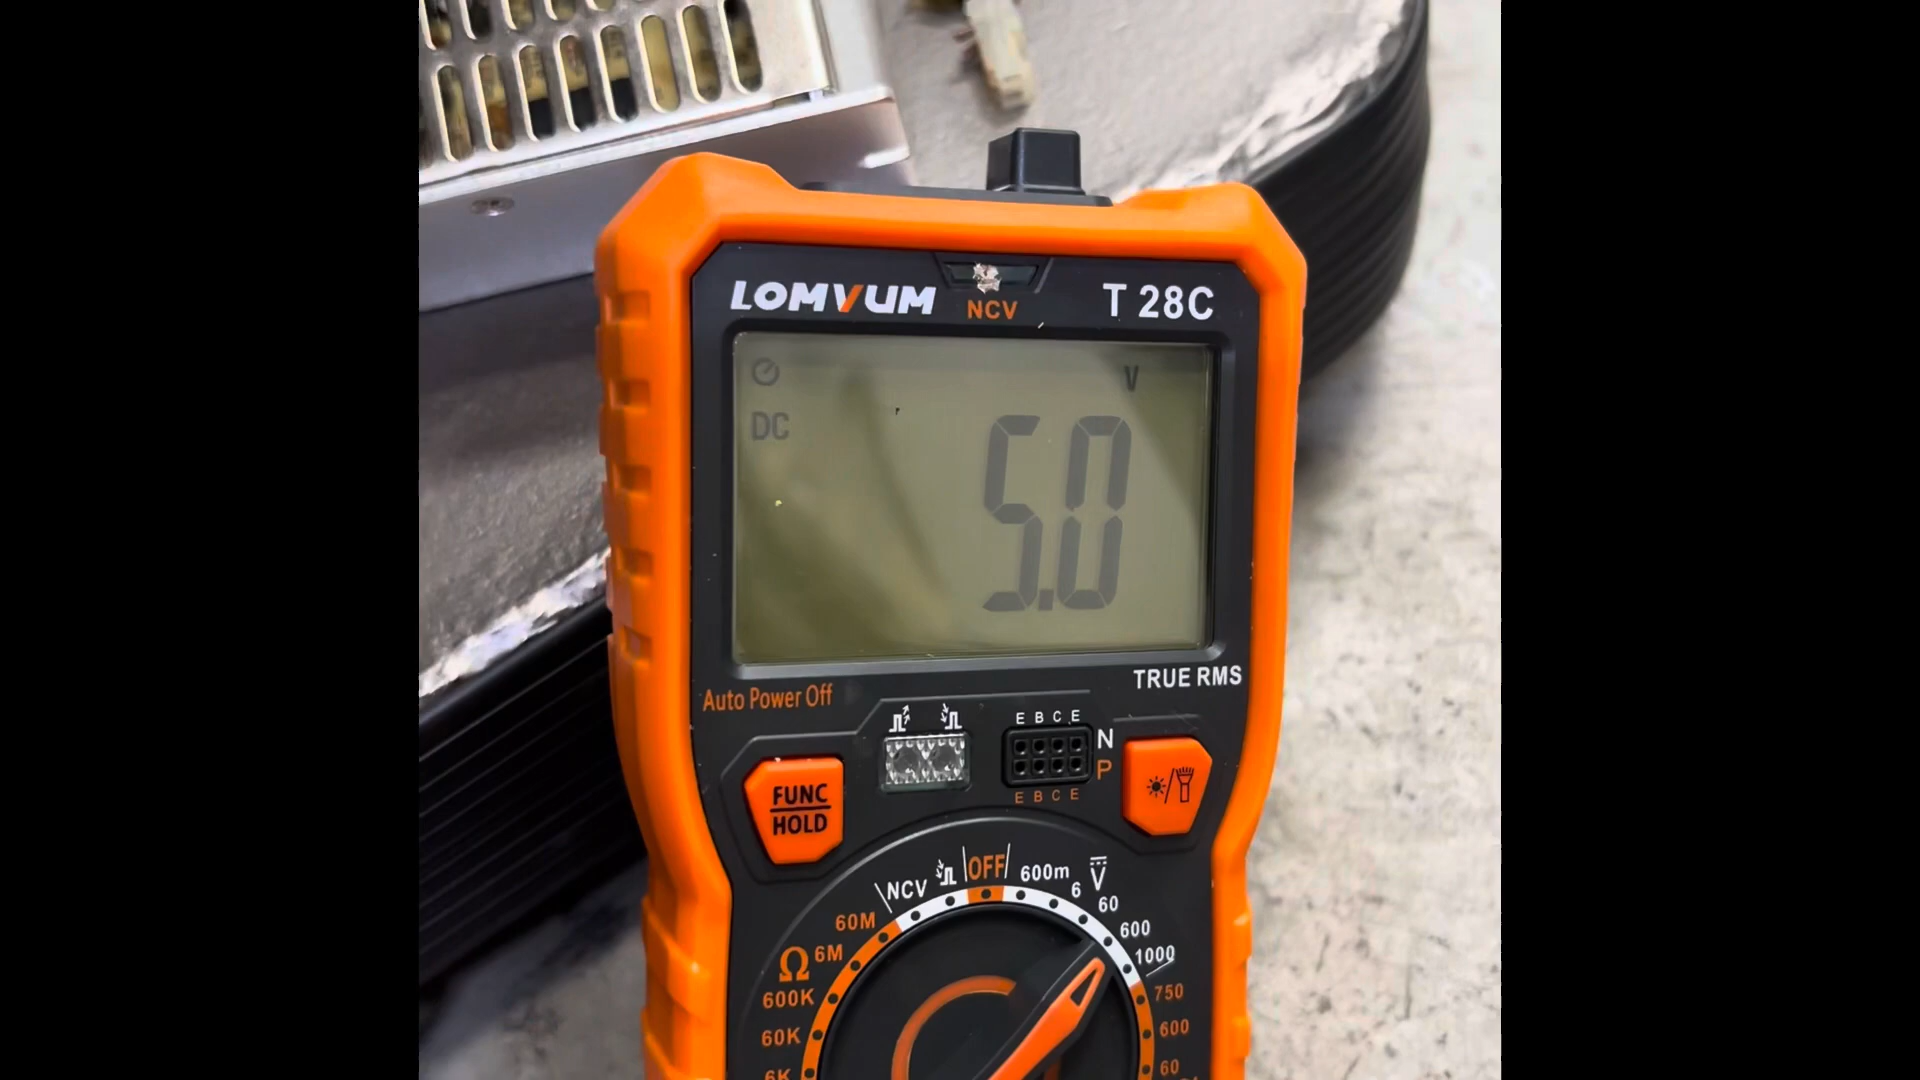 LOMVUM NCV T 28C
DC V
5.0
TRUE RMS
Auto Power Off
E B C E
N
P
E B C E
FUNC
HOLD
OFF
NCV
600m
6
V
60
600
1000
750
600
60
60M
Ω
6M
600K
60K
6K